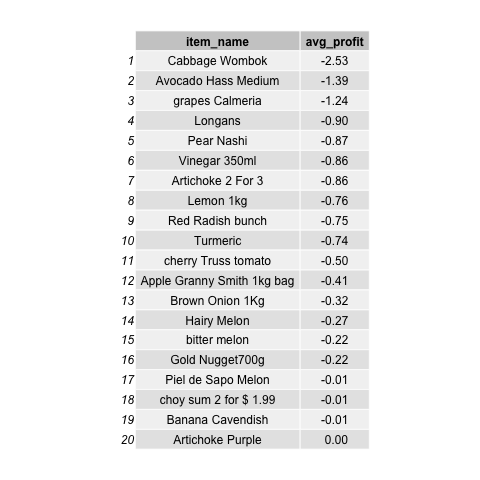 item_name avg_profit
1 Cabbage Wombok -2.53
2 Avocado Hass Medium -1.39
3 grapes Calmeria -1.24
4 Longans -0.90
5 Pear Nashi -0.87
6 Vinegar 350ml -0.86
7 Artichoke 2 For 3 -0.86
8 Lemon 1kg -0.76
9 Red Radish bunch -0.75
10 Turmeric -0.74
11 cherry Truss tomato -0.50
12 Apple Granny Smith 1kg bag -0.41
13 Brown Onion 1Kg -0.32
14 Hairy Melon -0.27
15 bitter melon -0.22
16 Gold Nugget700g -0.22
17 Piel de Sapo Melon -0.01
18 choy sum 2 for $ 1.99 -0.01
19 Banana Cavendish -0.01
20 Artichoke Purple 0.00